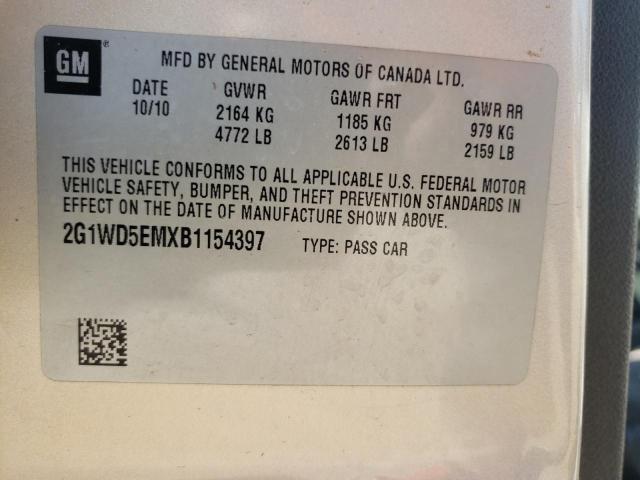 GM
®
MFD BY GENERAL MOTORS OF CANADA LTD.
DATE GVWR GAWR FRT GAWR RR
10/10 2164 KG 1185 KG 979 KG
4772 LB 2613 LB 2159 LB
THIS VEHICLE CONFORMS TO ALL APPLICABLE U.S. FEDERAL MOTOR
VEHICLE SAFETY, BUMPER, AND THEFT PREVENTION STANDARDS IN
EFFECT ON THE DATE OF MANUFACTURE SHOWN ABOVE.
2G1WD5EMXB1154397 TYPE: PASS CAR